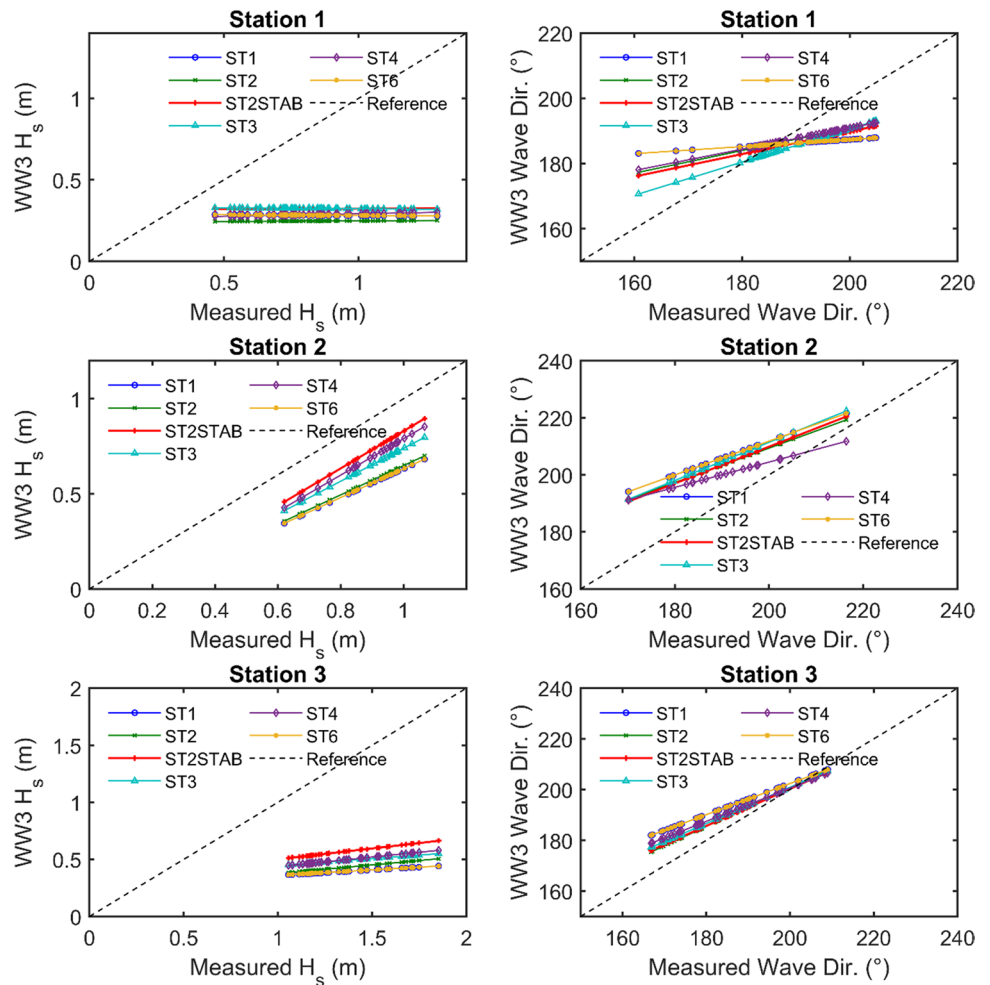 Station 1
WW3 Hs (m)
1
0.5
0
ST1
ST2
ST2STAB
ST3
ST4
ST6
Reference
0
0.5
1
Measured Hs (m)
Station 1
WW3 Wave Dir. (°)
220
200
180
160
ST1
ST2
ST2STAB
ST3
ST4
ST6
Reference
160
180
200
220
Measured Wave Dir. (°)
Station 2
WW3 Hs (m)
1
0.5
0
ST1
ST2
ST2STAB
ST3
ST4
ST6
Reference
0
0.2
0.4
0.6
0.8
1
Measured Hs (m)
Station 2
WW3 Wave Dir. (°)
240
220
200
180
160
ST1
ST2
ST2STAB
ST3
ST4
ST6
Reference
160
180
200
220
240
Measured Wave Dir. (°)
Station 3
WW3 Hs (m)
2
1.5
1
0.5
0
ST1
ST2
ST2STAB
ST3
ST4
ST6
Reference
0
0.5
1
1.5
2
Measured Hs (m)
Station 3
WW3 Wave Dir. (°)
240
220
200
180
160
ST1
ST2
ST2STAB
ST3
ST4
ST6
Reference
160
180
200
220
240
Measured Wave Dir. (°)